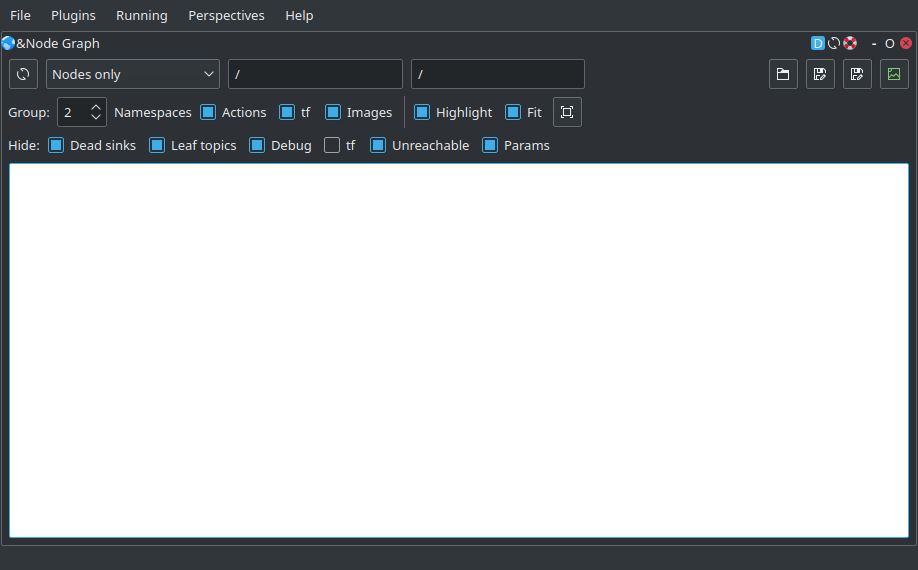 File Plugins Running Perspectives Help
&Node Graph D - O
Nodes only / /
Group: 2 Namespaces Actions tf Images Highlight Fit
Hide: Dead sinks Leaf topics Debug tf Unreachable Params